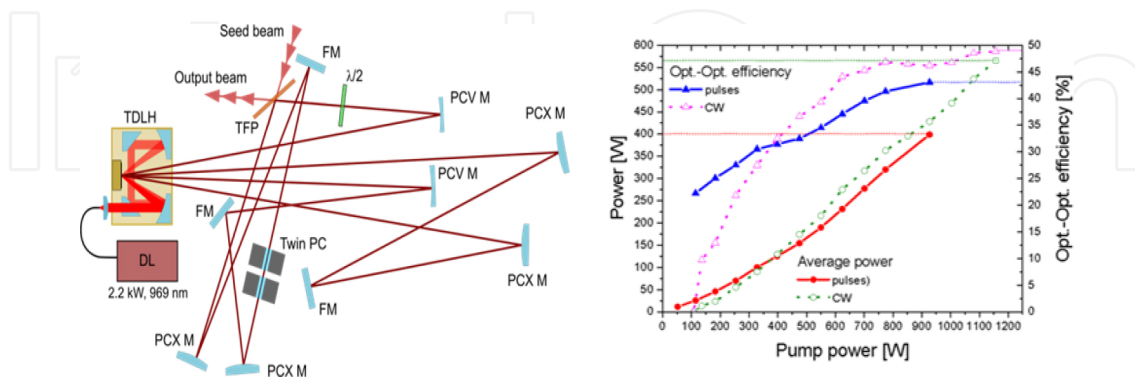 Seed beam
FM
Output beam
λ/2
TFP
PCV M
PCX M
TDLH
PCV M
FM
Twin PC
DL
2.2 kW, 969 nm
PCX M
FM
PCX M
PCX M
600
550
500
450
400
350
300
250
200
150
100
50
0
Power [W]
50
45
40
35
30
25
20
15
10
5
0
Opt.-Opt. efficiency [%]
Opt.-Opt. efficiency
pulses
CW
Average power
pulses)
CW
0 100 200 300 400 500 600 700 800 900 1000 1100 1200
Pump power [W]